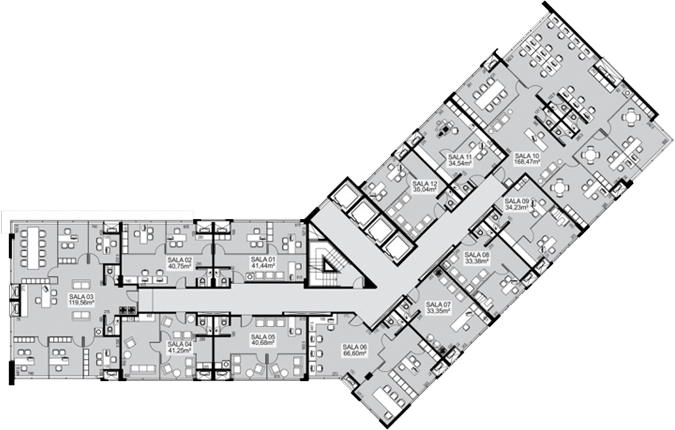 SALA 01
41,44m²
SALA 02
40,75m²
SALA 03
119,56m²
SALA 04
41,25m²
SALA 05
40,68m²
SALA 06
66,60m²
SALA 07
33,35m²
SALA 08
33,38m²
SALA 09
34,23m²
SALA 10
168,47m²
SALA 11
34,54m²
SALA 12
35,04m²